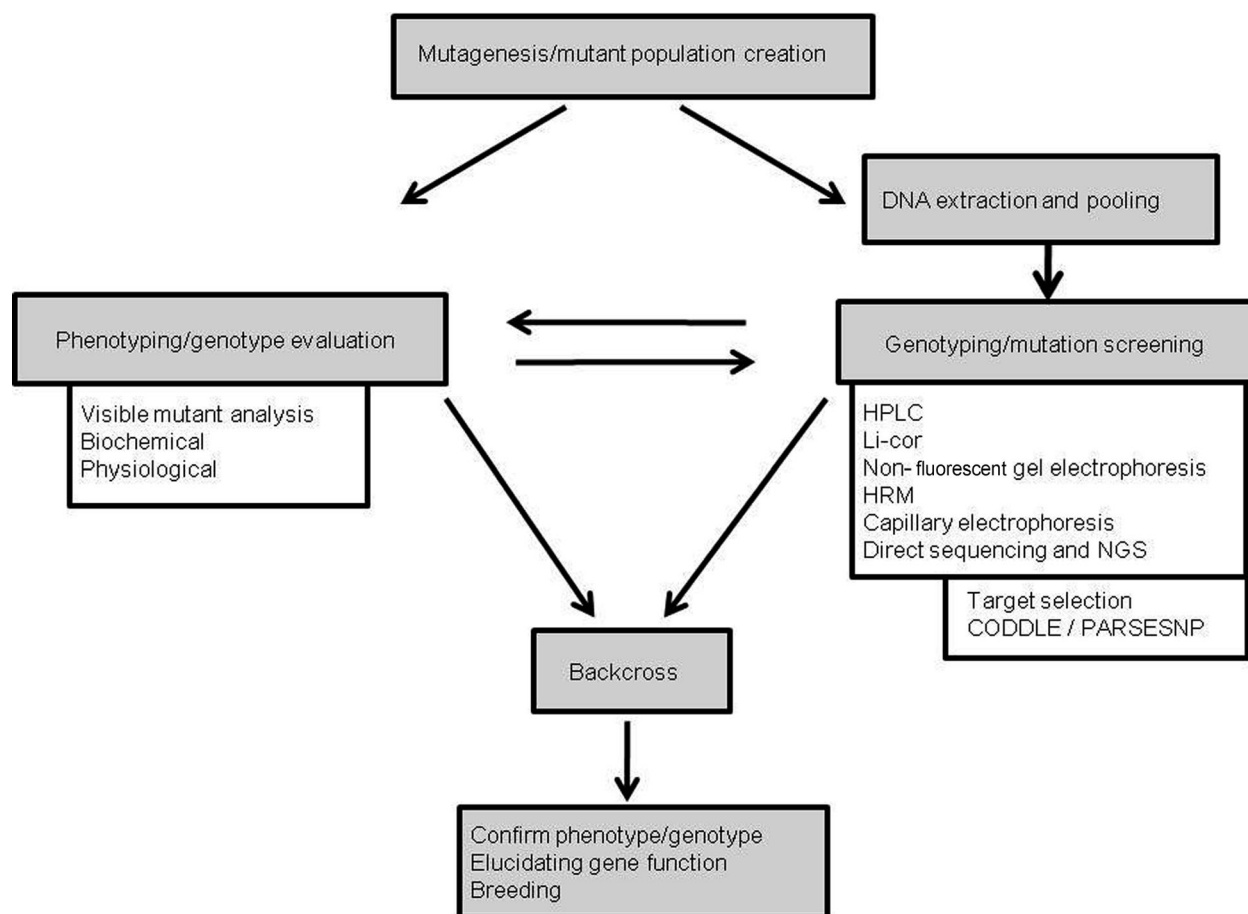 Mutagenesis/mutant population creation
DNA extraction and pooling
Phenotyping/genotype evaluation
Visible mutant analysis
Biochemical
Physiological
Genotyping/mutation screening
HPLC
Li-cor
Non-fluorescent gel electrophoresis
HRM
Capillary electrophoresis
Direct sequencing and NGS
Target selection
CODDLE / PARSESNP
Backcross
Confirm phenotype/genotype
Elucidating gene function
Breeding